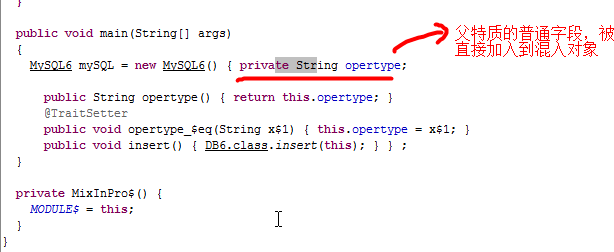 }
public void main(String[] args)
{
MySQL6 mySQL = new MySQL6() { private String opertype;
父特质的普通字段，被
直接加入到混入对象
public String opertype() { return this.opertype; }
@TraitSetter
public void opertype_$eq(String x$1) { this.opertype = x$1; }
public void insert() { DB6.class.insert(this); } } ;
}
private MixInPro$() {
MODULE$ = this;
}
}